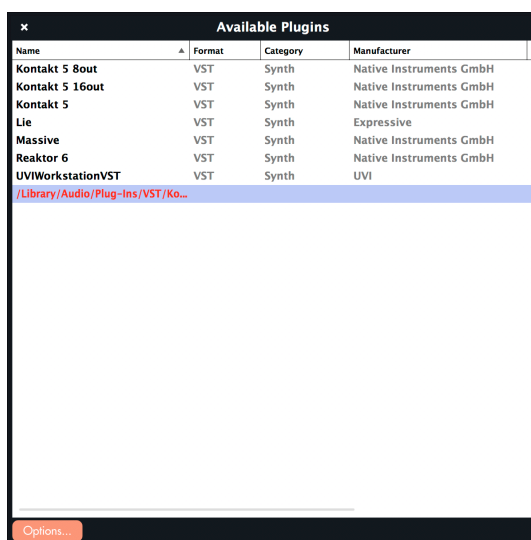 × Available Plugins
Name Format Category Manufacturer
Kontakt 5 8out VST Synth Native Instruments GmbH
Kontakt 5 16out VST Synth Native Instruments GmbH
Kontakt 5 VST Synth Native Instruments GmbH
Lie VST Synth Expressive
Massive VST Synth Native Instruments GmbH
Reaktor 6 VST Synth Native Instruments GmbH
UVIWorkstationVST VST Synth UVI
/Library/Audio/Plug-Ins/VST/Ko...
Options...